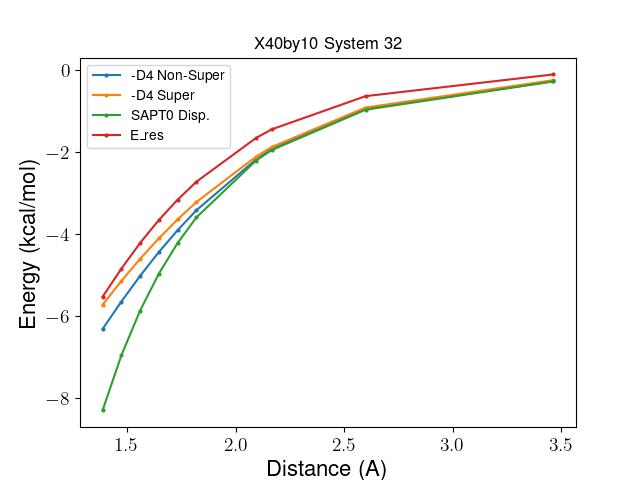 X40by10 System 32
-D4 Non-Super
-D4 Super
SAPT0 Disp.
E_res
Energy (kcal/mol)
0
−2
−4
−6
−8
1.5 2.0 2.5 3.0 3.5
Distance (A)